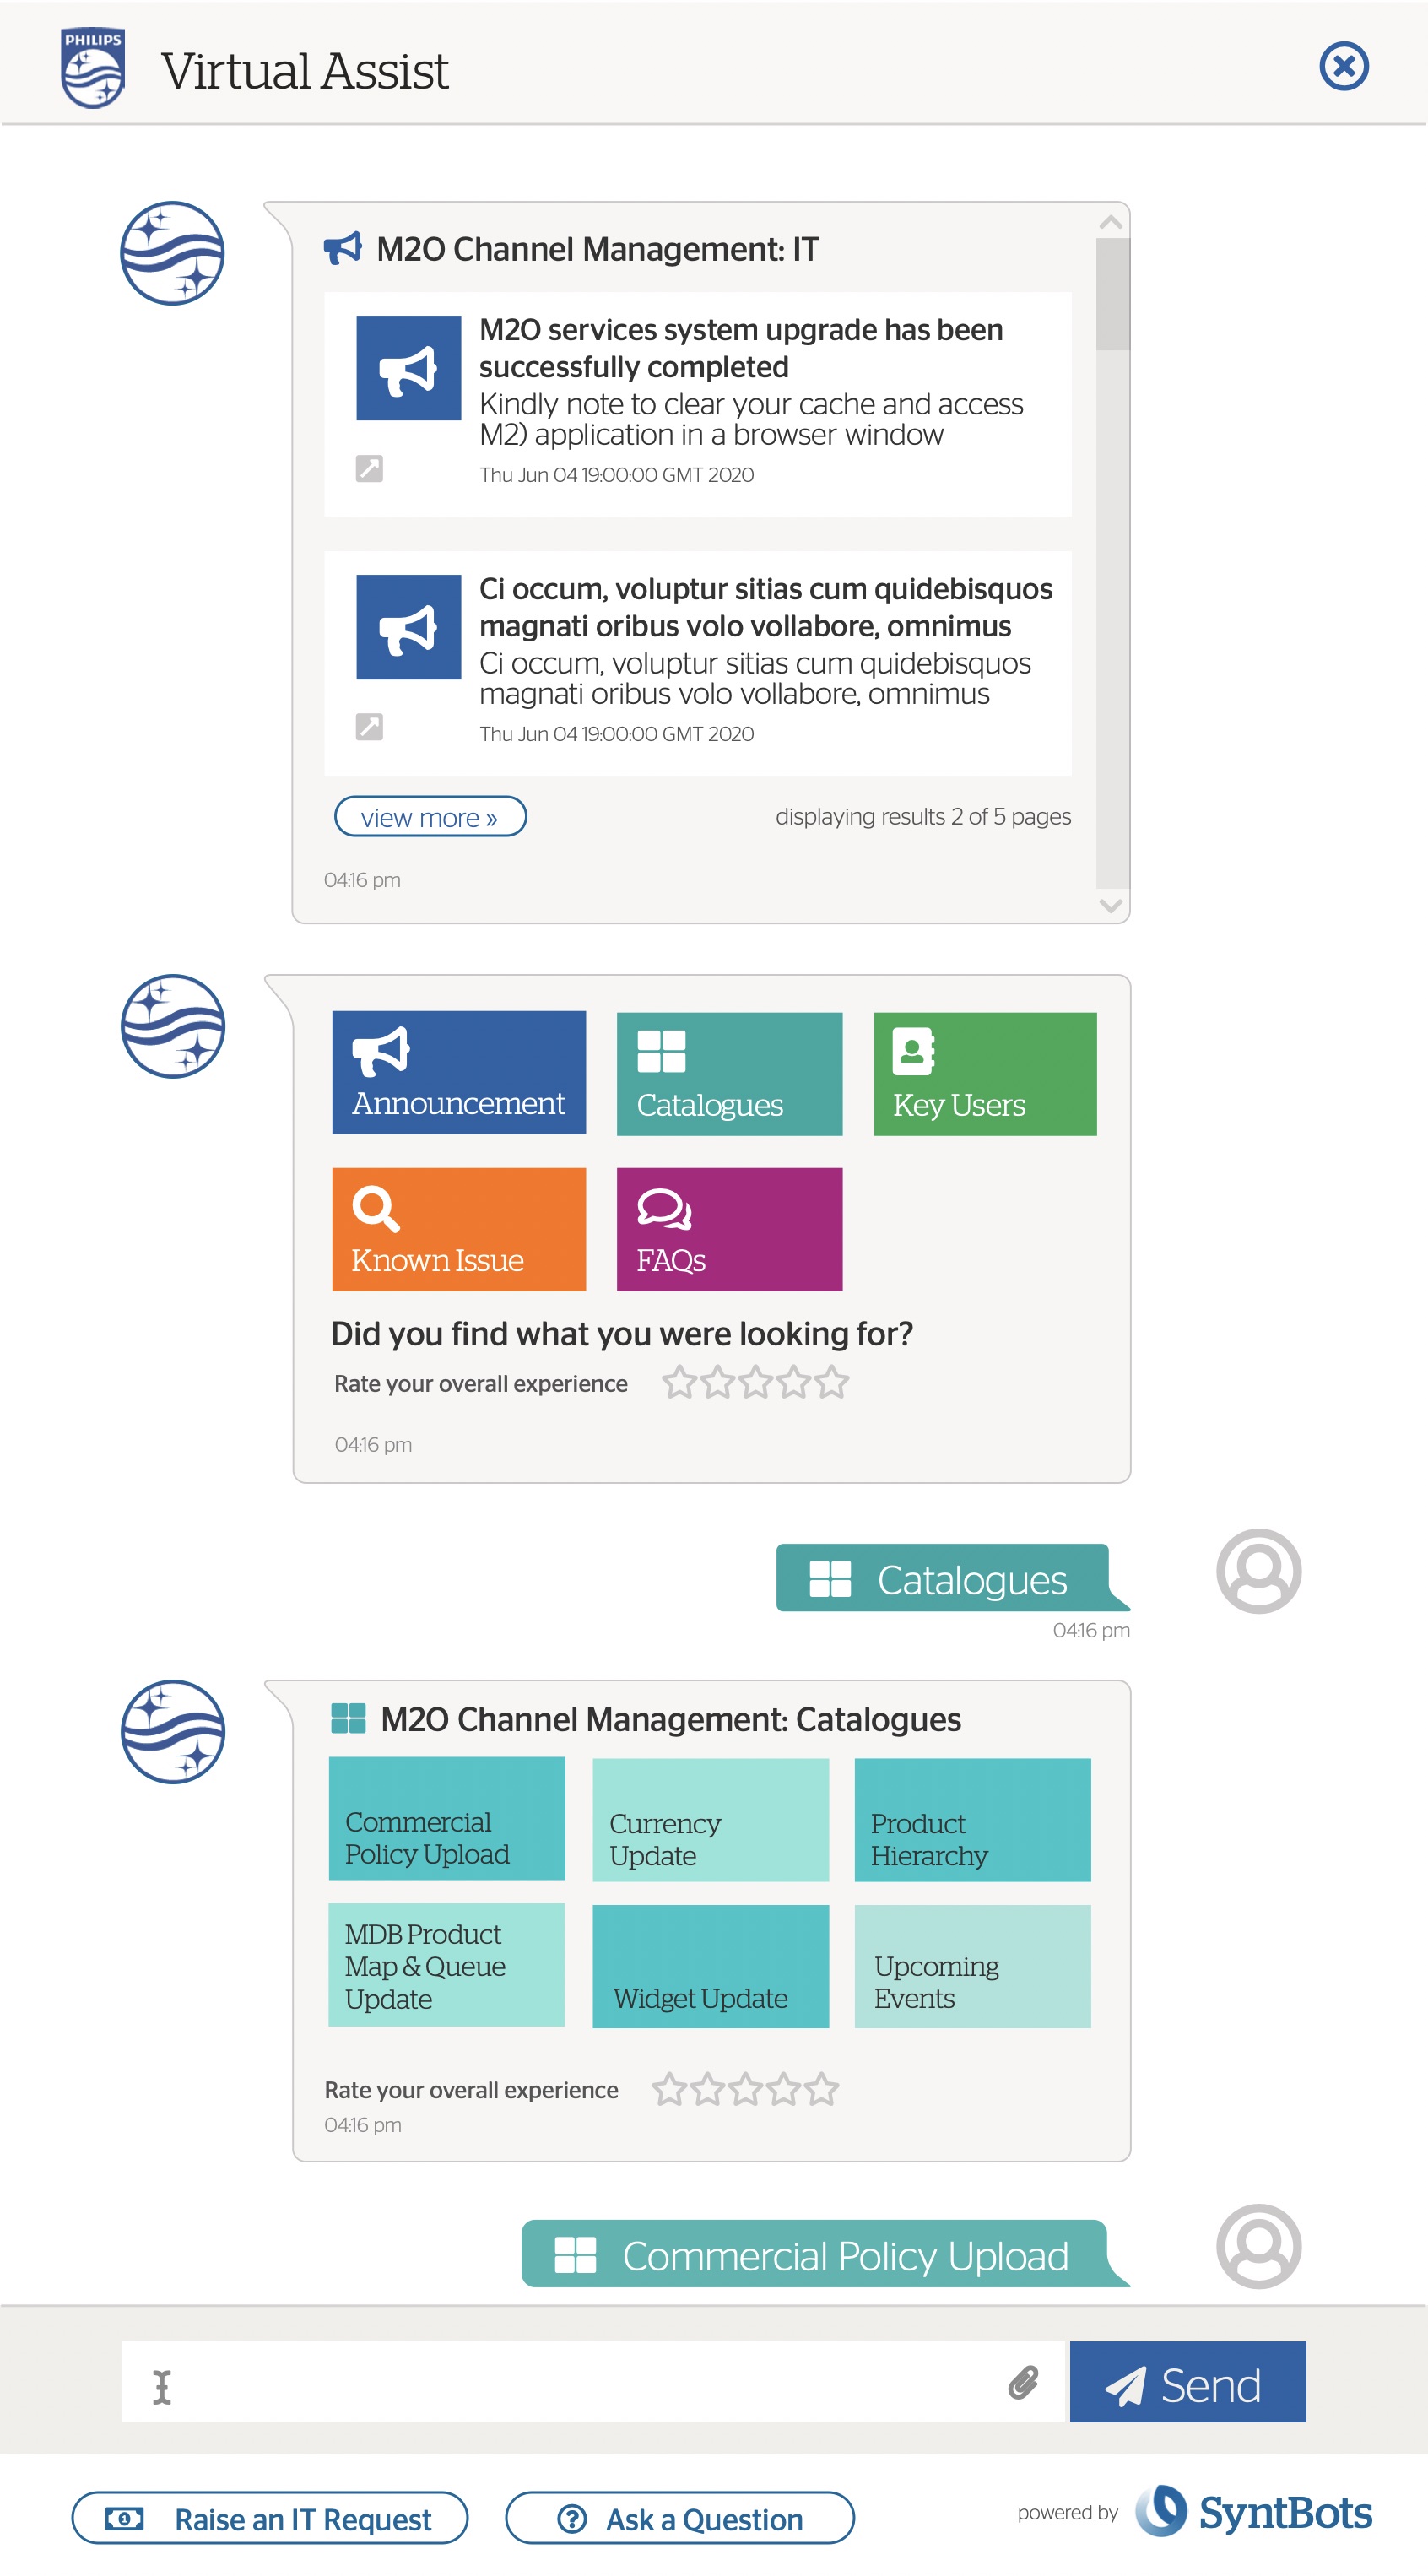 PHILIPS
Virtual Assist
M2O Channel Management: IT
M2O services system upgrade has been
successfully completed
Kindly note to clear your cache and access
M2) application in a browser window
Thu Jun 04 19:00:00 GMT 2020
Ci occum, voluptur sitias cum quidebisquos
magnati oribus volo vollabore, omnimus
Ci occum, voluptur sitias cum quidebisquos
magnati oribus volo vollabore, omnimus
Thu Jun 04 19:00:00 GMT 2020
view more »
displaying results 2 of 5 pages
04:16 pm
Announcement
Catalogues
Key Users
Known Issue
FAQs
Did you find what you were looking for?
Rate your overall experience
04:16 pm
Catalogues
04:16 pm
M2O Channel Management: Catalogues
Commercial
Policy Upload
Currency
Update
Product
Hierarchy
MDB Product
Map & Queue
Update
Widget Update
Upcoming
Events
Rate your overall experience
04:16 pm
Commercial Policy Upload
Send
Raise an IT Request
Ask a Question
powered by
SyntBots